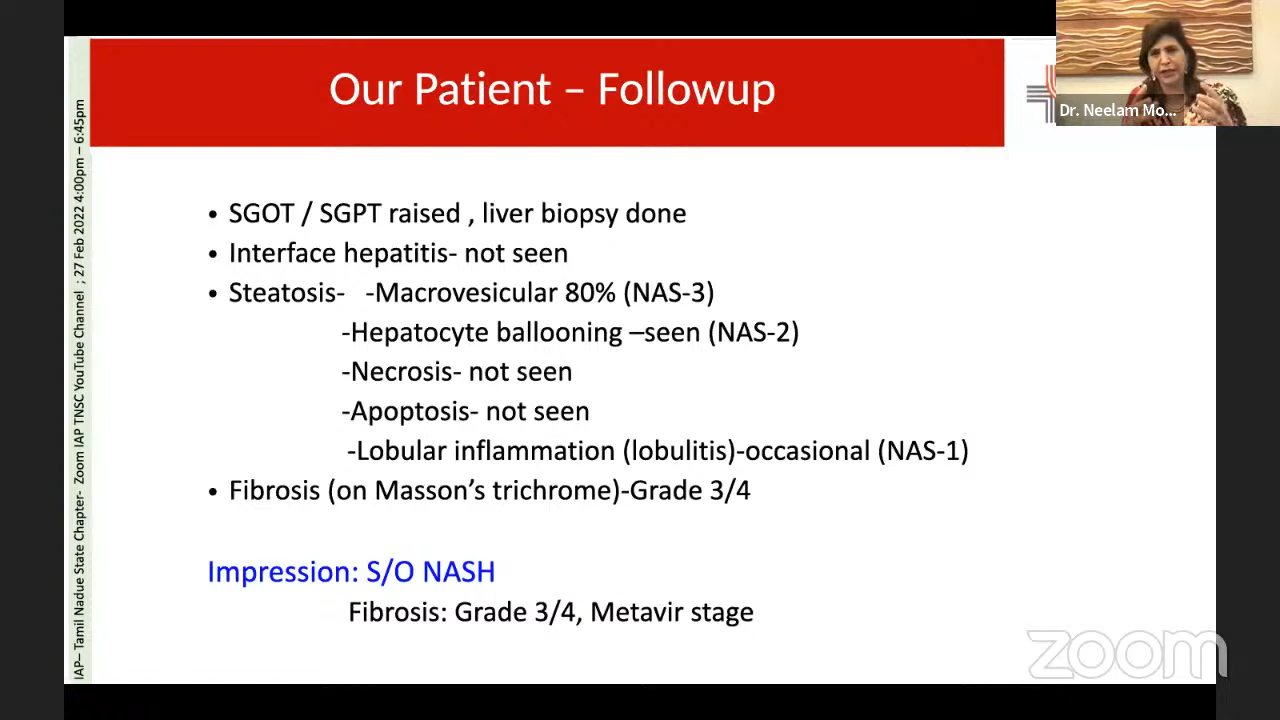 Our Patient – Followup
Dr. Neelam Mo...
IAP– Tamil Nadue State Chapter- Zoom IAP TNSC YouTube Channel ; 27 Feb 2022 4:00pm – 6:45pm
• SGOT / SGPT raised , liver biopsy done
• Interface hepatitis- not seen
• Steatosis- -Macrovesicular 80% (NAS-3)
-Hepatocyte ballooning –seen (NAS-2)
-Necrosis- not seen
-Apoptosis- not seen
-Lobular inflammation (lobulitis)-occasional (NAS-1)
• Fibrosis (on Masson's trichrome)-Grade 3/4
Impression: S/O NASH
Fibrosis: Grade 3/4, Metavir stage
zoom